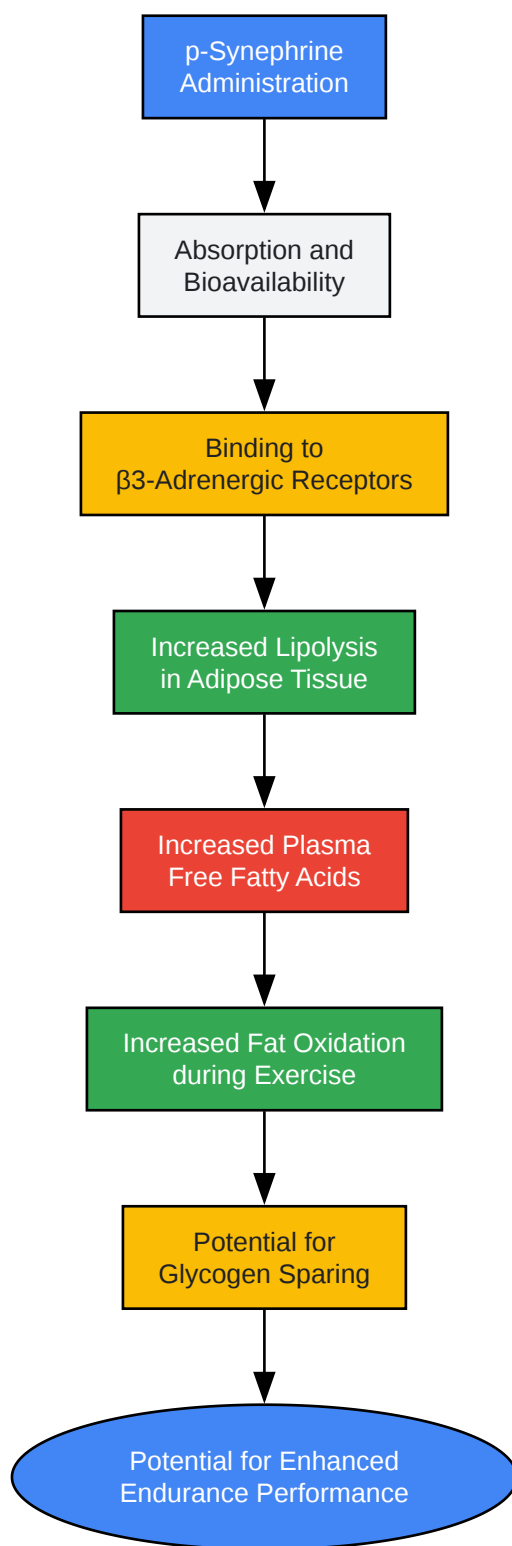 p-Synephrine
Administration
Absorption and
Bioavailability
Binding to
β3-Adrenergic Receptors
Increased Lipolysis
in Adipose Tissue
Increased Plasma
Free Fatty Acids
Increased Fat Oxidation
during Exercise
Potential for
Glycogen Sparing
Potential for Enhanced
Endurance Performance